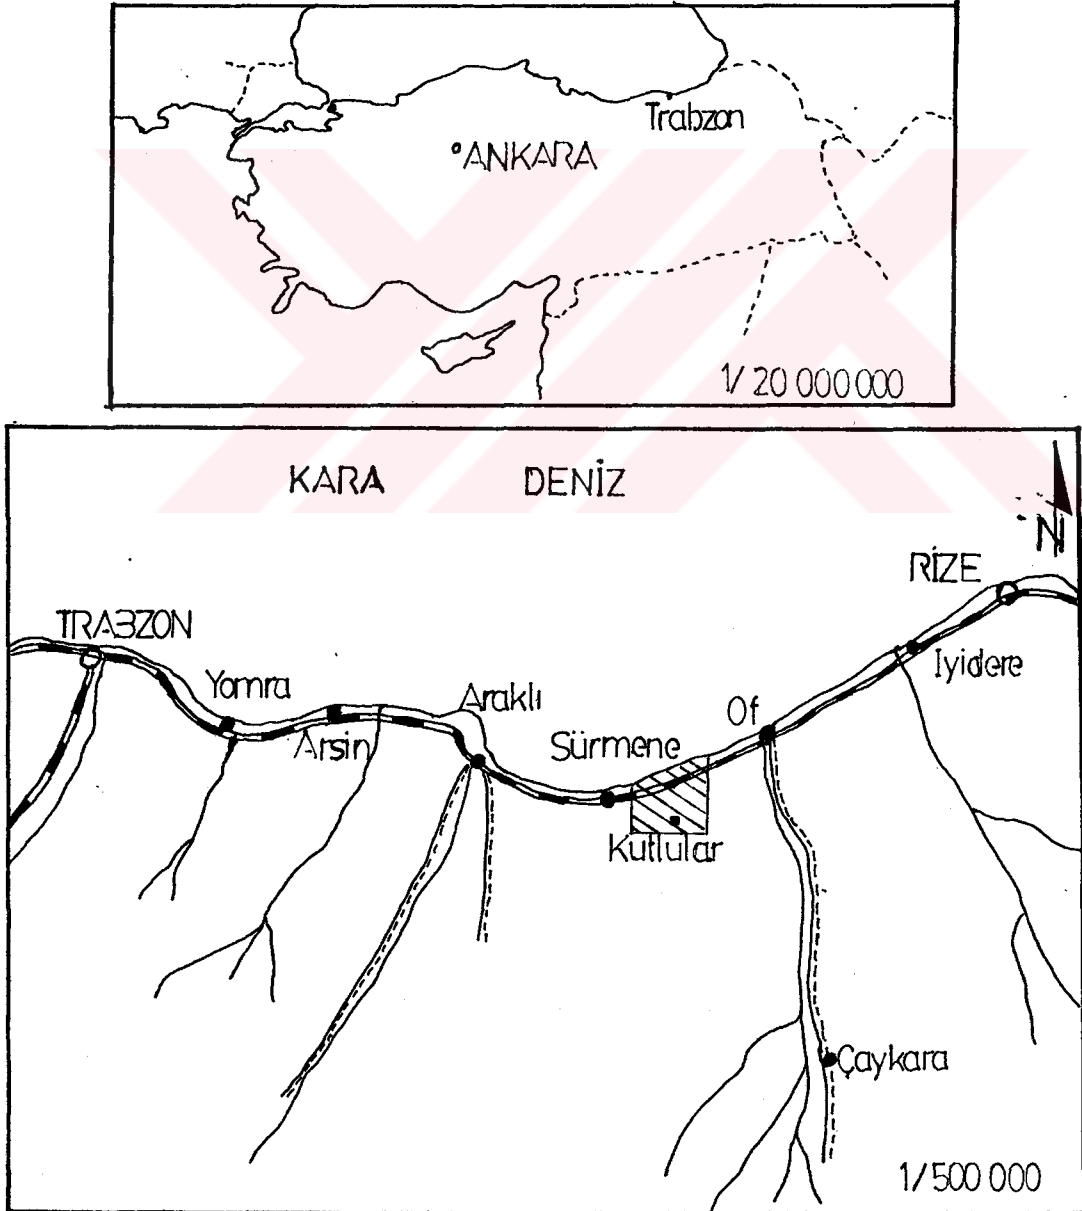 Trabzon
ANKARA
1/ 20 000 000
KARA DENİZ
N
RİZE
TRABZON
İyidere
Yomra
Araklı
Of
Arsin
Sürmene
Kutlular
Çaykara
1/500 000